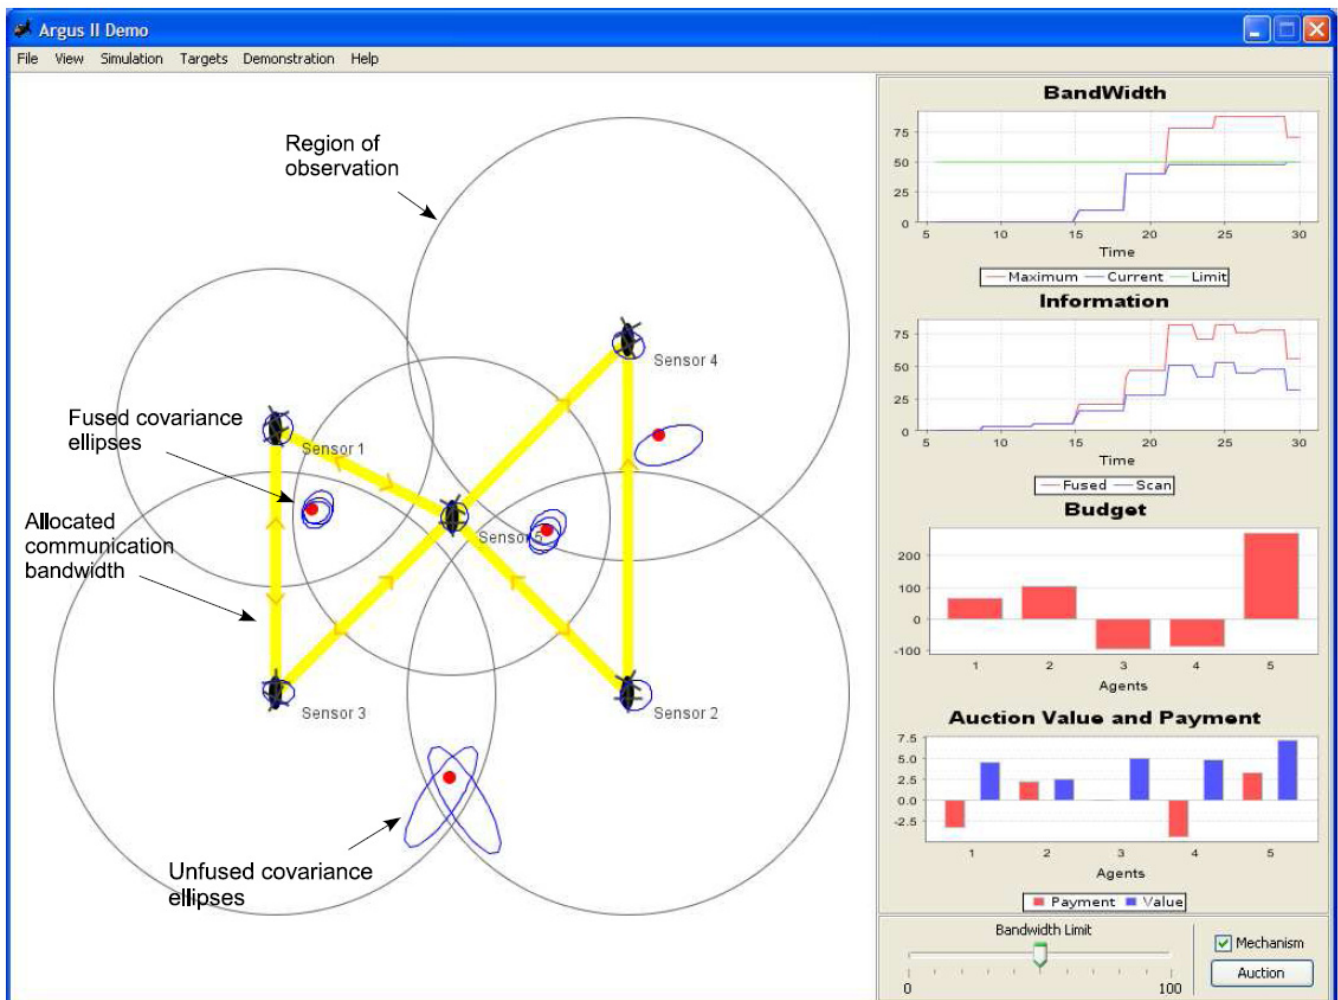 Argus II Demo
File View Simulation Targets Demonstration Help
Region of
observation
Sensor 4
Fused covariance
ellipses
Sensor 1
Allocated
communication
bandwidth
Sensor 5
Sensor 3
Sensor 2
Unfused covariance
ellipses
BandWidth
75
50
25
0
5 10 15 20 25 30
Time
Maximum Current Limit
Information
75
50
25
0
5 10 15 20 25 30
Time
Fused Scan
Budget
200
100
0
-100
1 2 3 4 5
Agents
Auction Value and Payment
7.5
5.0
2.5
0.0
-2.5
1 2 3 4 5
Agents
Payment Value
Bandwidth Limit
0 100
Mechanism
Auction